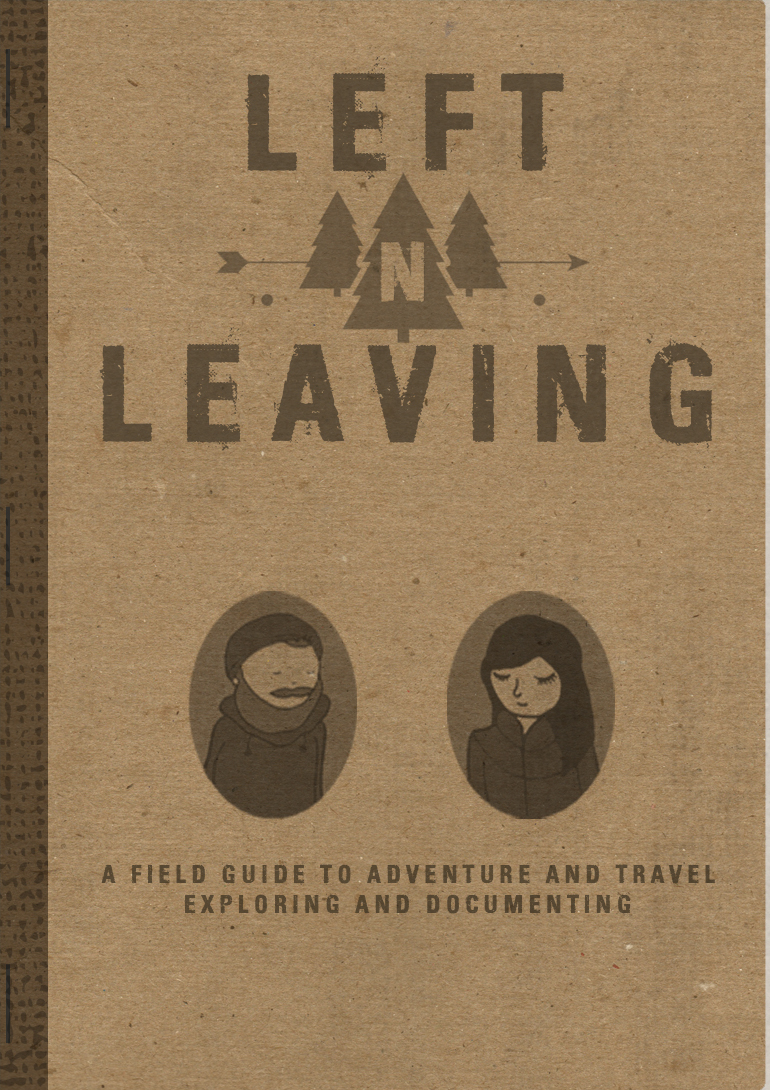 LEFT
N
LEAVING
A FIELD GUIDE TO ADVENTURE AND TRAVEL
EXPLORING AND DOCUMENTING